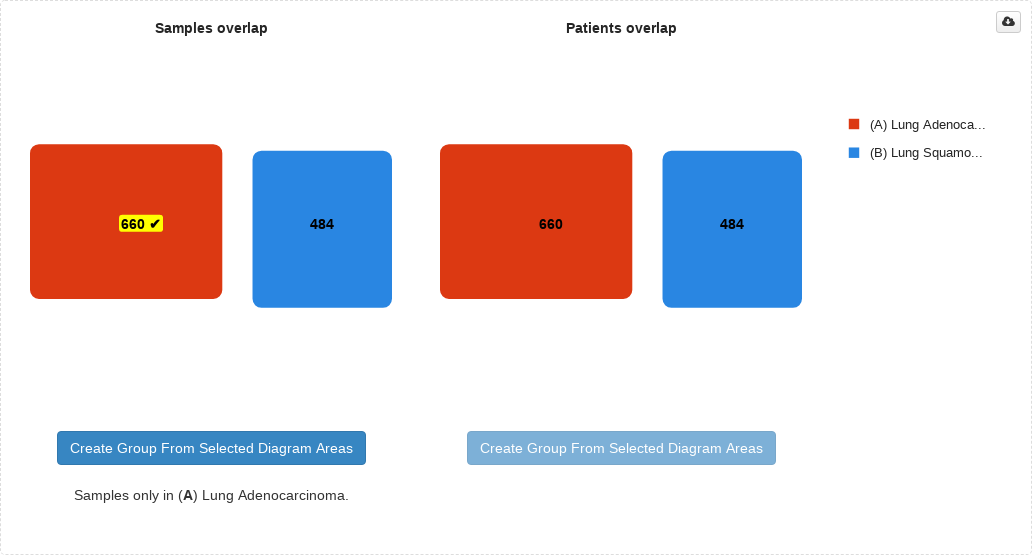 Samples overlap
Patients overlap
(A) Lung Adenoca...
(B) Lung Squamo...
660 ✔
484
660
484
Create Group From Selected Diagram Areas
Create Group From Selected Diagram Areas
Samples only in (A) Lung Adenocarcinoma.